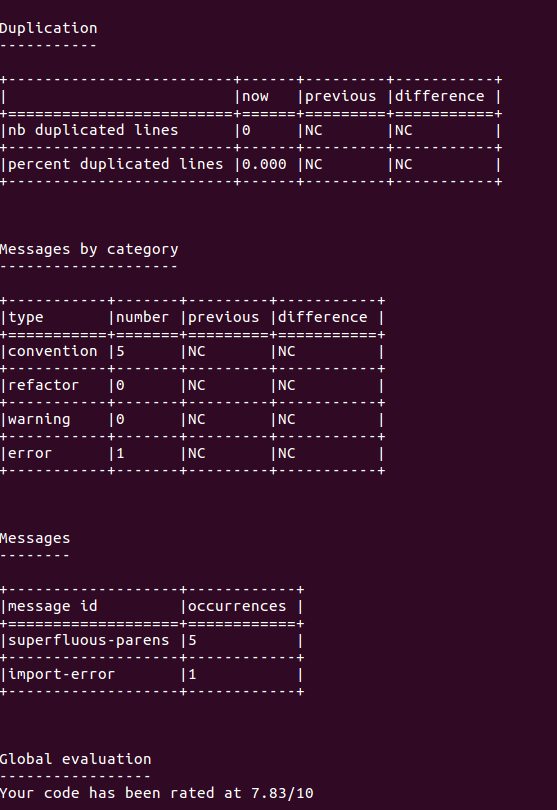 Duplication
-----------
+-------------------------+------+---------+-----------+
|                         |now   |previous |difference |
+=========================+======+=========+===========+
|nb duplicated lines      |0     |NC       |NC         |
+-------------------------+------+---------+-----------+
|percent duplicated lines |0.000 |NC       |NC         |
+-------------------------+------+---------+-----------+
Messages by category
--------------------
+-----------+-------+---------+-----------+
|type       |number |previous |difference |
+===========+=======+=========+===========+
|convention |5      |NC       |NC         |
+-----------+-------+---------+-----------+
|refactor   |0      |NC       |NC         |
+-----------+-------+---------+-----------+
|warning    |0      |NC       |NC         |
+-----------+-------+---------+-----------+
|error      |1      |NC       |NC         |
+-----------+-------+---------+-----------+
Messages
--------
+-------------------+------------+
|message id         |occurrences |
+===================+============+
|superfluous-parens |5           |
+-------------------+------------+
|import-error       |1           |
+-------------------+------------+
Global evaluation
-----------------
Your code has been rated at 7.83/10